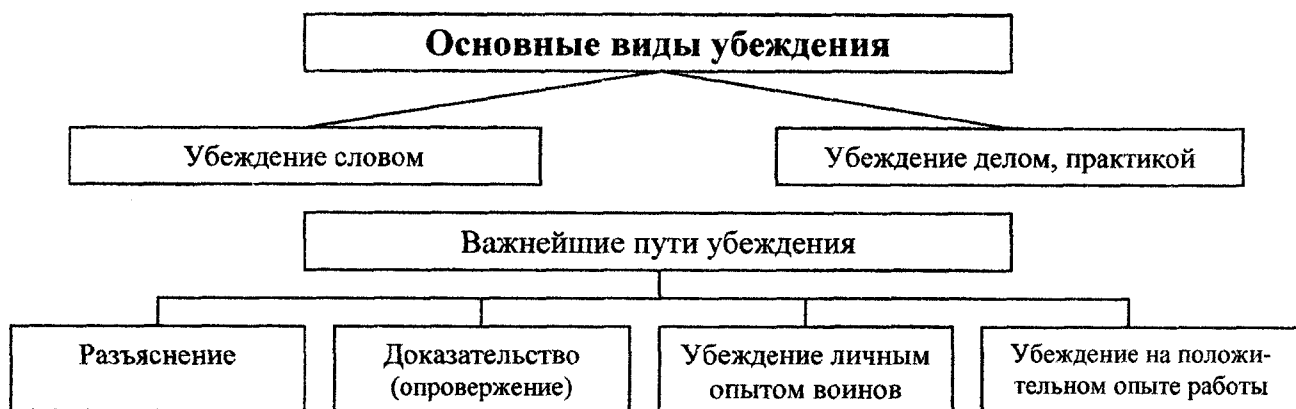 Основные виды убеждения
Убеждение словом
Убеждение делом, практикой
Важнейшие пути убеждения
Разъяснение
Доказательство
(опровержение)
Убеждение личным
опытом воинов
Убеждение на положи-
тельном опыте работы